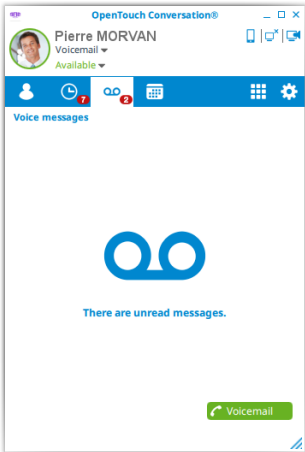 OpenTouch Conversation®
Pierre MORVAN
Voicemail
Available
7
2
Voice messages
There are unread messages.
Voicemail